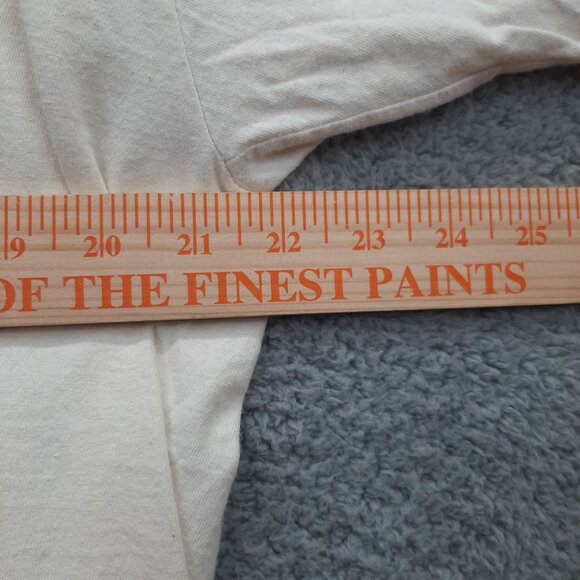 9 20 21 22 23 24 25
OF THE FINEST PAINTS